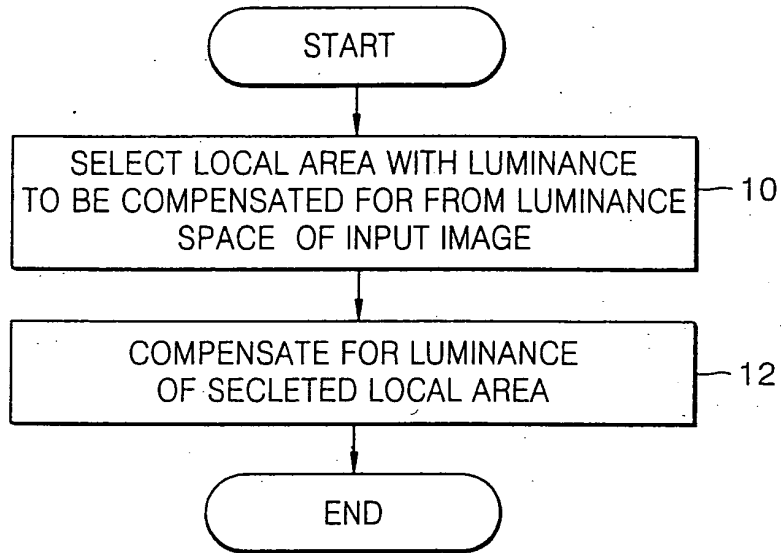 START
SELECT LOCAL AREA WITH LUMINANCE
TO BE COMPENSATED FOR FROM LUMINANCE
SPACE OF INPUT IMAGE
10
COMPENSATE FOR LUMINANCE
OF SECLETED LOCAL AREA
12
END